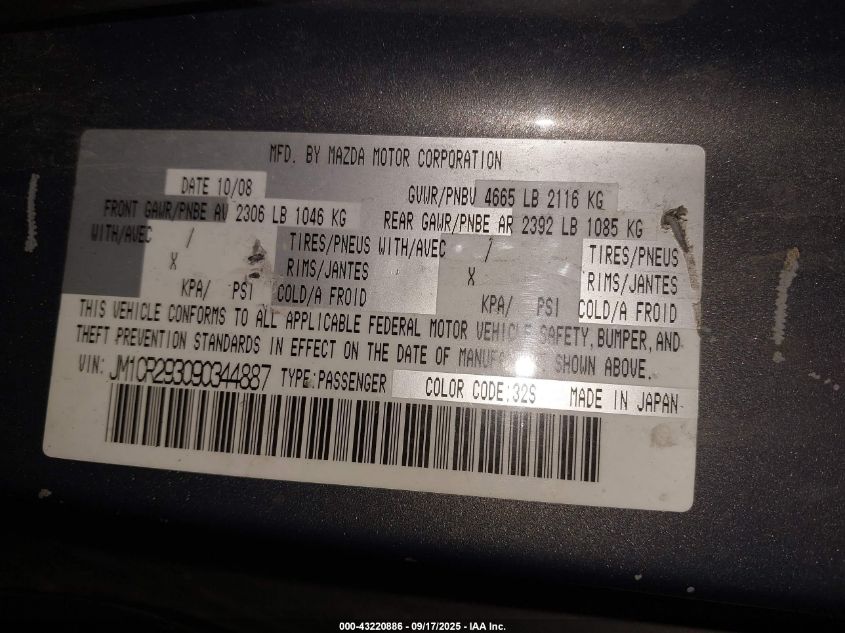 MFD. BY MAZDA MOTOR CORPORATION
DATE 10/08 GVWR/PNBV 4665 LB 2116 KG
FRONT GAWR/PNBE AV 2306 LB 1046 KG REAR GAWR/PNBE AR 2392 LB 1085 KG
WITH/AVEC / TIRES/PNEUS WITH/AVEC / TIRES/PNEUS
X RIMS/JANTES X RIMS/JANTES
KPA/ PSI COLD/A FROID KPA/ PSI COLD/A FROID
THIS VEHICLE CONFORMS TO ALL APPLICABLE FEDERAL MOTOR VEHICLE SAFETY, BUMPER, AND
THEFT PREVENTION STANDARDS IN EFFECT ON THE DATE OF MANUFACTURE SHOWN ABOVE.
VIN: JM1CR293090344887 TYPE:PASSENGER COLOR CODE:32S MADE IN JAPAN
000-43220886 - 09/17/2025 - IAA Inc.